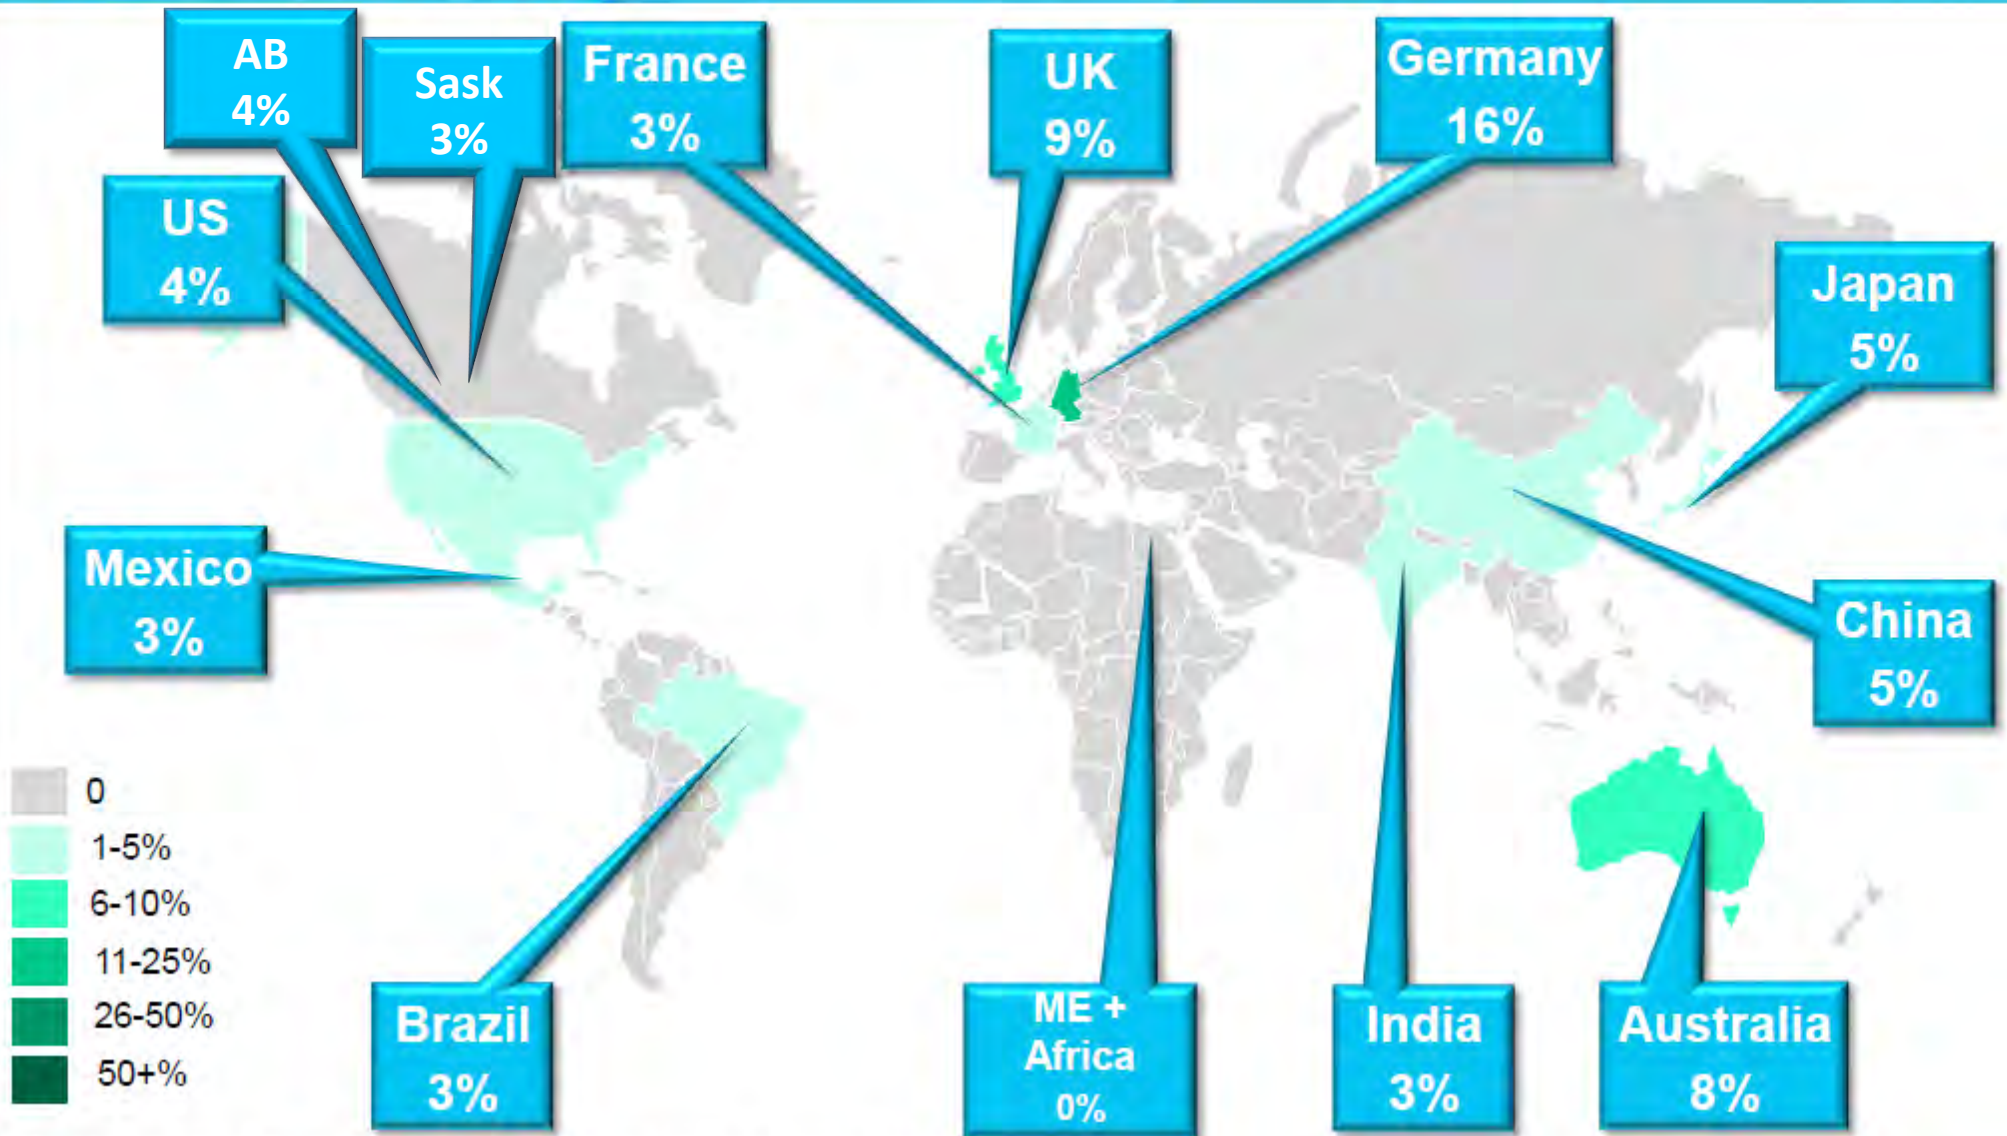 AB
4%
Sask
3%
France
3%
UK
9%
Germany
16%
US
4%
Japan
5%
Mexico
3%
China
5%
0
1-5%
6-10%
11-25%
26-50%
50+%
Brazil
3%
ME +
Africa
0%
India
3%
Australia
8%